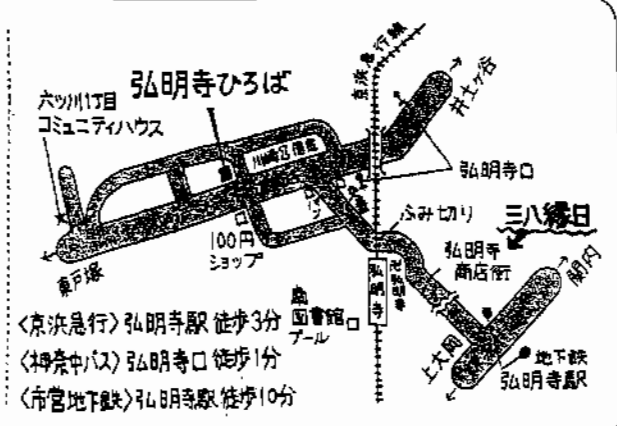 京浜急行線
井土ヶ谷
弘明寺ひろば
六ッ川1丁目
コミュニティハウス
弘明寺口
ふみ切り
三八縁日
100円
ショップ
弘明寺
卍弘明寺
弘明寺
商店街
関内
東戸塚
図書館
プール
上大岡
地下鉄
弘明寺駅
〈京浜急行〉弘明寺駅 徒歩3分
〈神奈中バス〉弘明寺口 徒歩1分
〈市営地下鉄〉弘明寺駅 徒歩10分